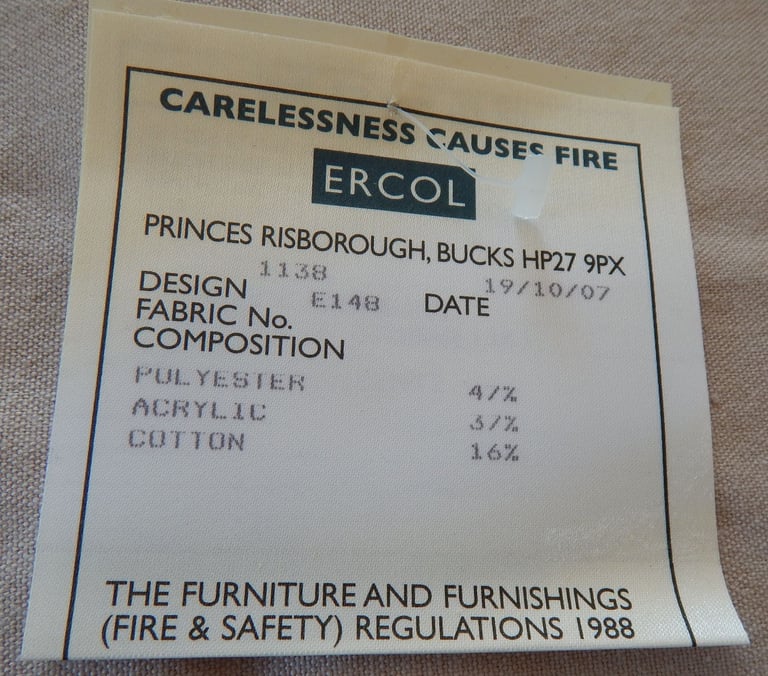 CARELESSNESS CAUSES FIRE
ERCOL
PRINCES RISBOROUGH, BUCKS HP27 9PX
DESIGN 1138 DATE 19/10/07
FABRIC No. E148
COMPOSITION
POLYESTER 47%
ACRYLIC 37%
COTTON 16%
THE FURNITURE AND FURNISHINGS
(FIRE & SAFETY) REGULATIONS 1988